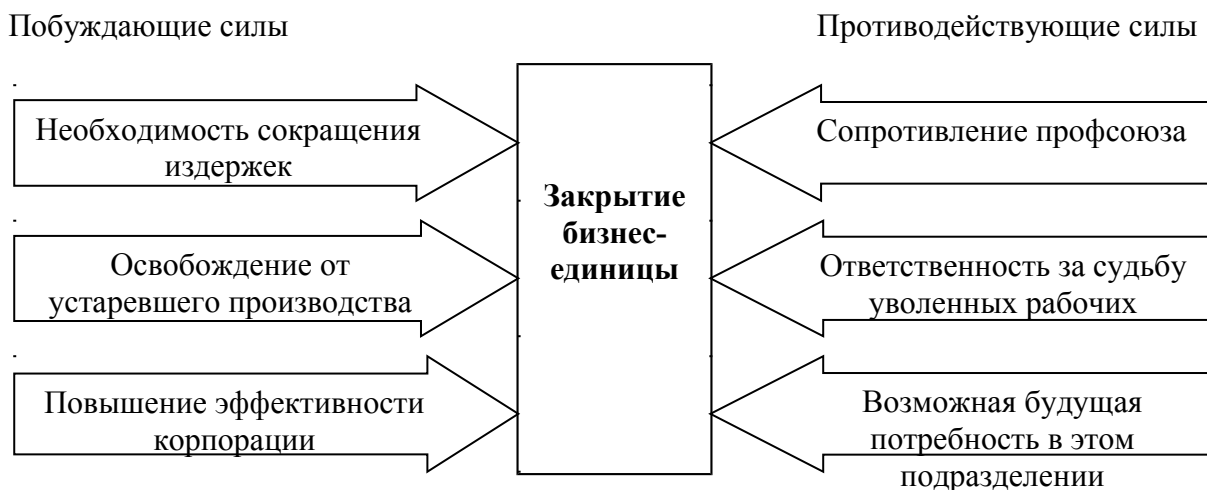 Побуждающие силы
Противодействующие силы
Необходимость сокращения
издержек
Освобождение от
устаревшего производства
Повышение эффективности
корпорации
Закрытие
бизнес-
единицы
Сопротивление профсоюза
Ответственность за судьбу
уволенных рабочих
Возможная будущая
потребность в этом
подразделении